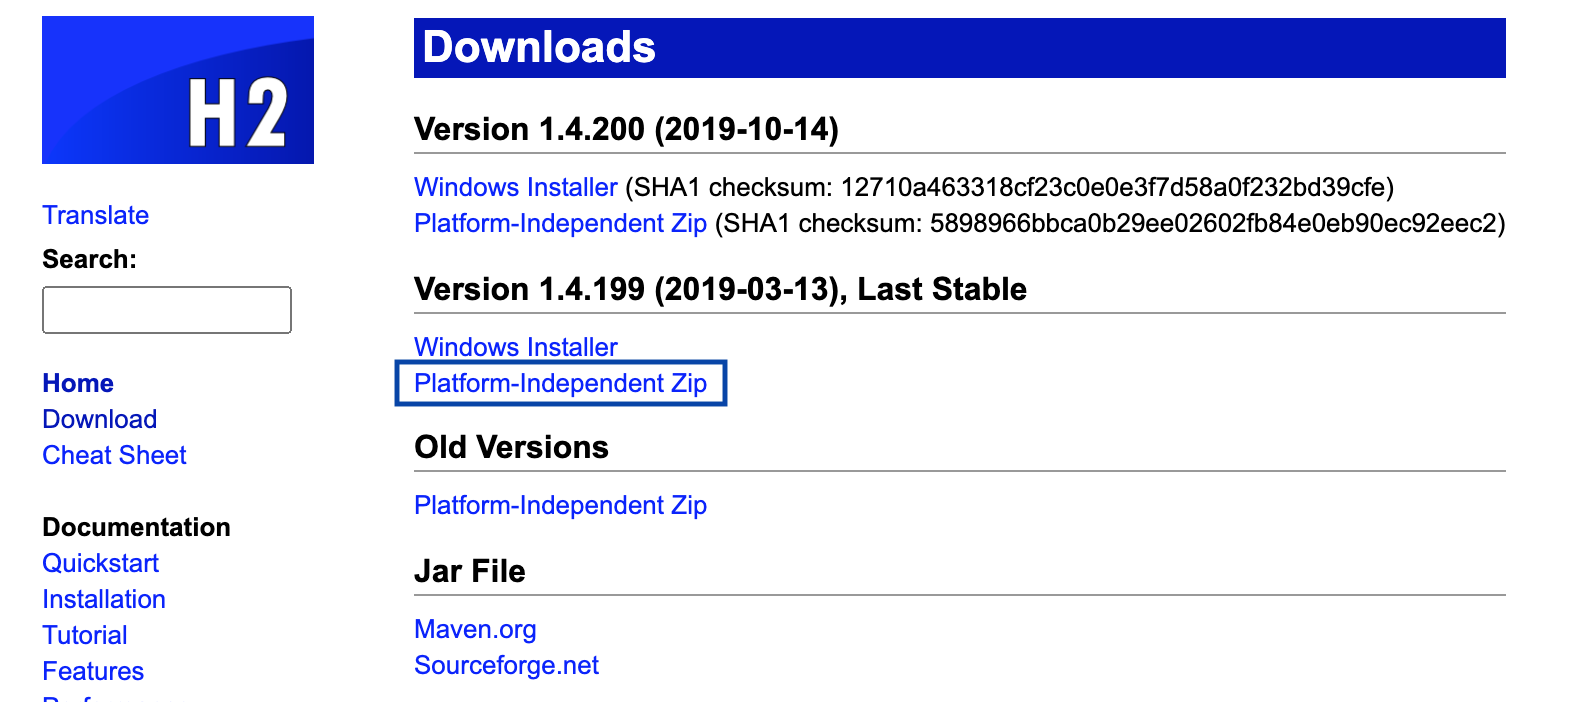 H2
Translate
Search:
Home
Download
Cheat Sheet
Documentation
Quickstart
Installation
Tutorial
Features
Downloads
Version 1.4.200 (2019-10-14)
Windows Installer (SHA1 checksum: 12710a463318cf23c0e0e3f7d58a0f232bd39cfe)
Platform-Independent Zip (SHA1 checksum: 5898966bbca0b29ee02602fb84e0eb90ec92eec2)
Version 1.4.199 (2019-03-13), Last Stable
Windows Installer
Platform-Independent Zip
Old Versions
Platform-Independent Zip
Jar File
Maven.org
Sourceforge.net